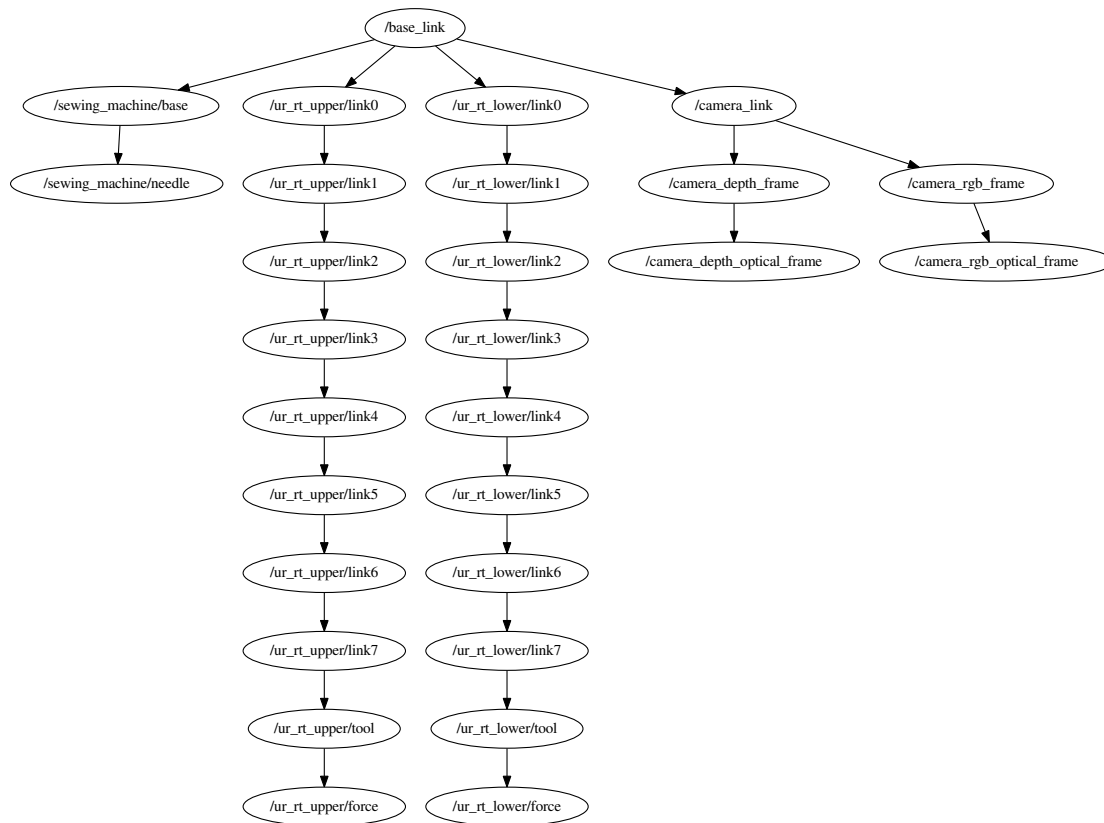 /base_link
/sewing_machine/base
/ur_rt_upper/link0
/ur_rt_lower/link0
/camera_link
/sewing_machine/needle
/ur_rt_upper/link1
/ur_rt_lower/link1
/camera_depth_frame
/camera_rgb_frame
/ur_rt_upper/link2
/ur_rt_lower/link2
/camera_depth_optical_frame
/camera_rgb_optical_frame
/ur_rt_upper/link3
/ur_rt_lower/link3
/ur_rt_upper/link4
/ur_rt_lower/link4
/ur_rt_upper/link5
/ur_rt_lower/link5
/ur_rt_upper/link6
/ur_rt_lower/link6
/ur_rt_upper/link7
/ur_rt_lower/link7
/ur_rt_upper/tool
/ur_rt_lower/tool
/ur_rt_upper/force
/ur_rt_lower/force